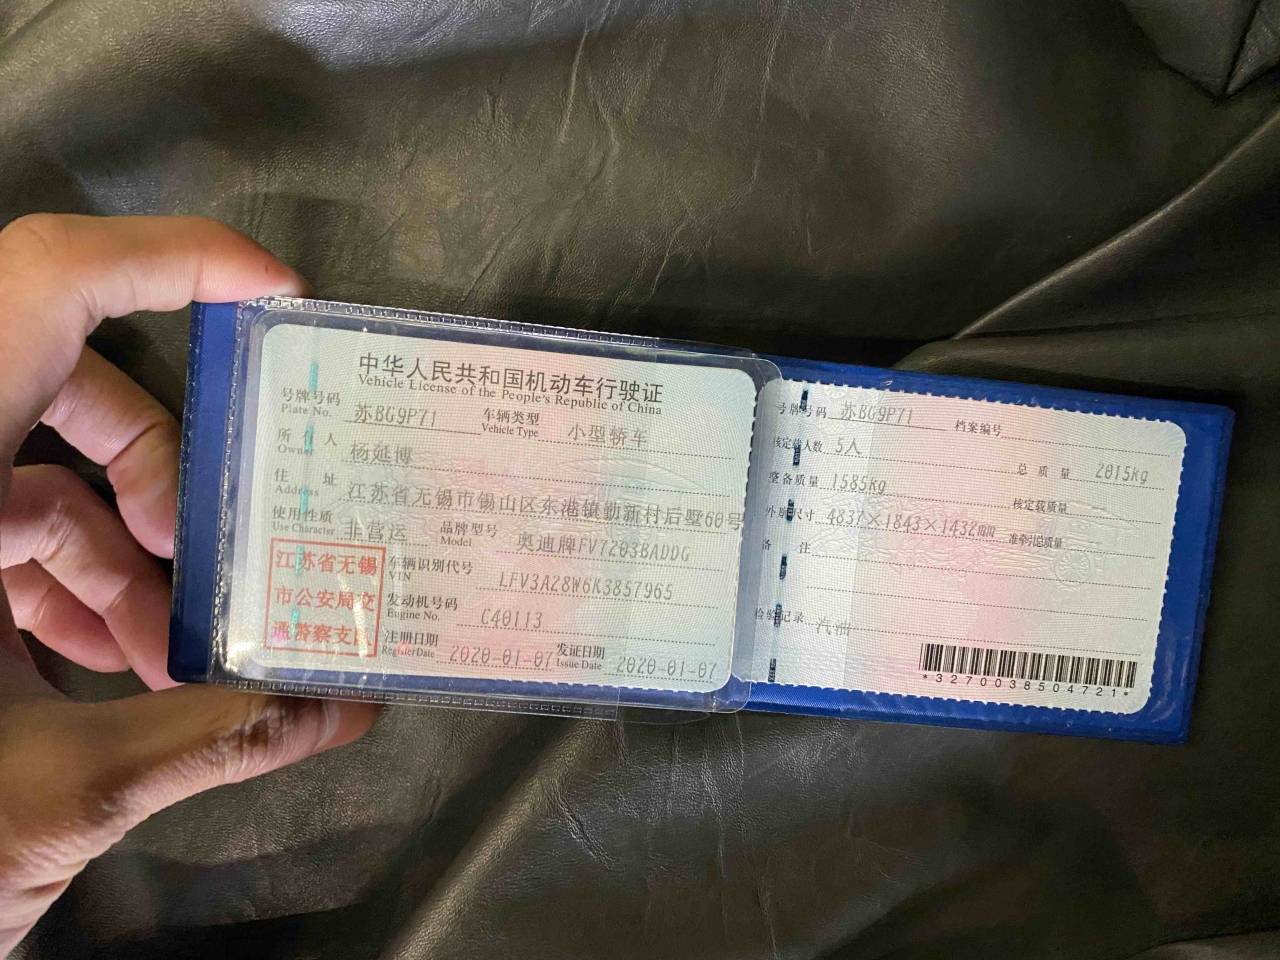 中华人民共和国机动车行驶证
Vehicle License of the People's Republic of China
号牌号码 苏BG9P71 车辆类型 小型轿车
Plate No. Vehicle Type
所有人 杨延博
Owner
住址 江苏省无锡市锡山区东港镇勤新村后墅60号
Address
使用性质 非营运 品牌型号 奥迪牌FV7203BADDG
Use Character Model
江苏省无锡
市公安局交
通警察支队
车辆识别代号 LFV3A28W6K3857965
VIN
发动机号码 C40113
Engine No.
注册日期 2020-01-07 发证日期 2020-01-07
Register Date Issue Date
号牌号码 苏BG9P71 档案编号
核定载人数 5人 总质量 2015kg
整备质量 1585kg 核定载质量
外廓尺寸 4837×1843×1432mm 准牵引总质量
备注
检验记录 汽油
*3270038504721*